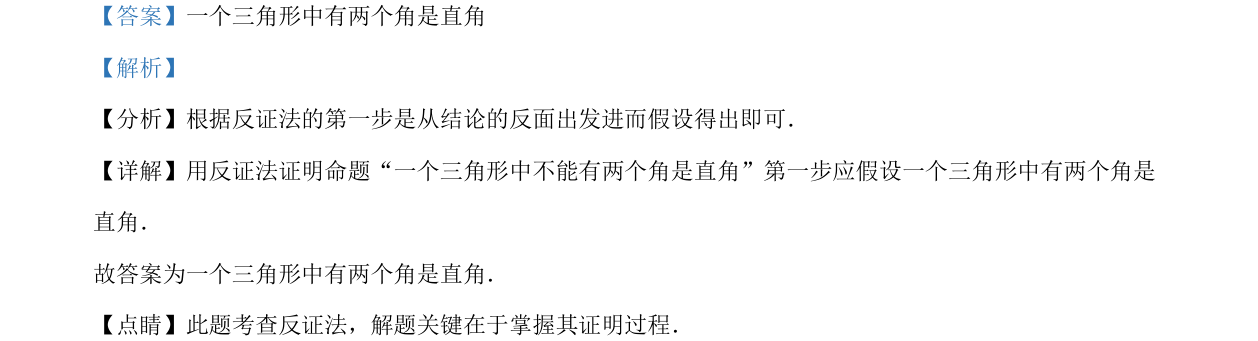 【答案】一个三角形中有两个角是直角
【解析】
【分析】根据反证法的第一步是从结论的反面出发进而假设得出即可．
【详解】用反证法证明命题“一个三角形中不能有两个角是直角”第一步应假设一个三角形中有两个角是
直角．
故答案为一个三角形中有两个角是直角．
【点睛】此题考查反证法，解题关键在于掌握其证明过程．